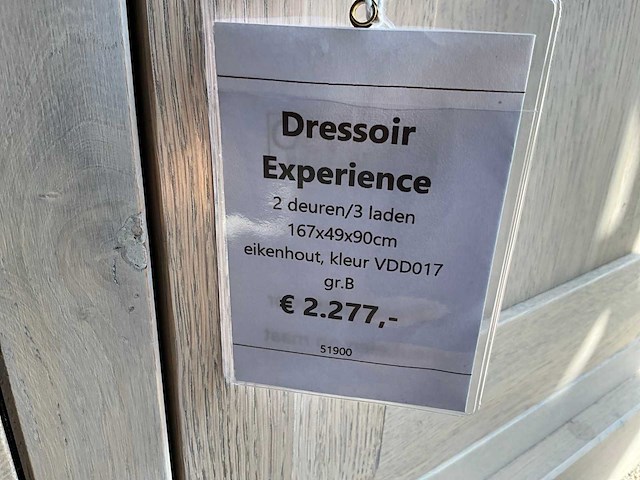 Dressoir
Experience
2 deuren/3 laden
167x49x90cm
eikenhout, kleur VDD017
gr.B
€ 2.277,-
51900